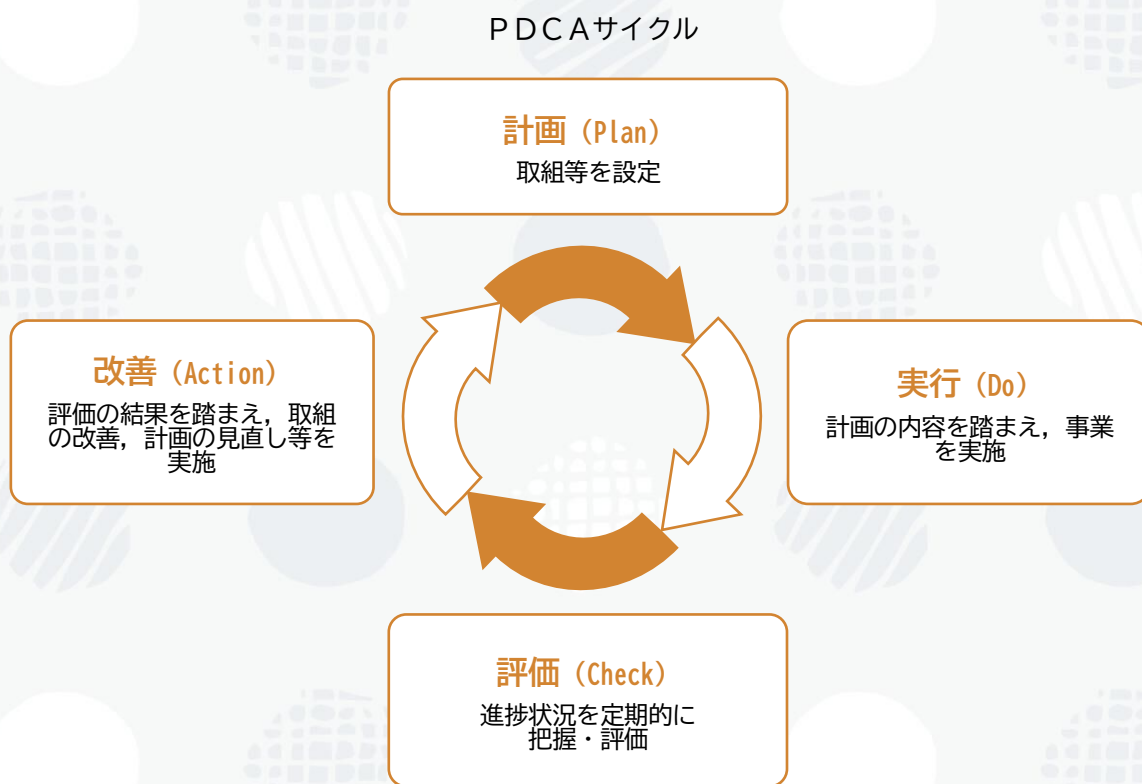 ＰＤＣＡサイクル
計画（Plan）
取組等を設定
改善（Action）
評価の結果を踏まえ，取組
の改善，計画の見直し等を
実施
実行（Do）
計画の内容を踏まえ，事業
を実施
評価（Check）
進捗状況を定期的に
把握・評価